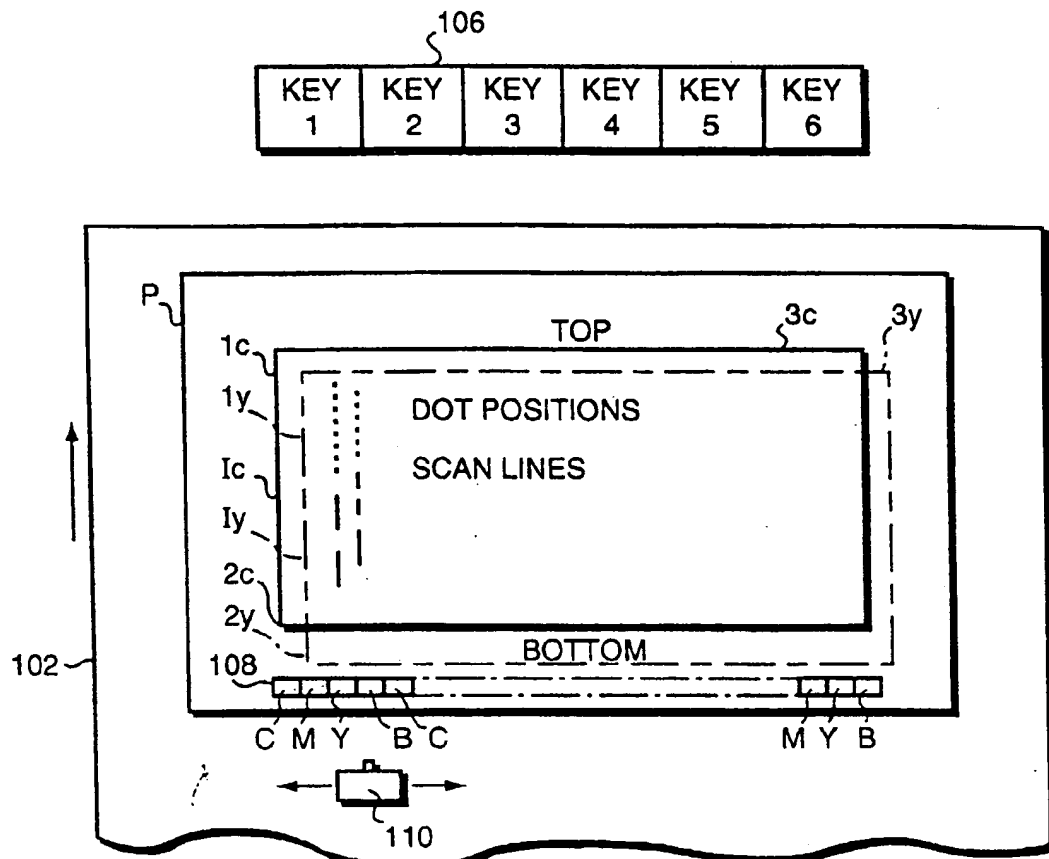 106
KEY 1 KEY 2 KEY 3 KEY 4 KEY 5 KEY 6
P
TOP
3c
3y
1c
1y
DOT POSITIONS
Ic
SCAN LINES
Iy
2c
2y
BOTTOM
102
108
C M Y B C M Y B
110